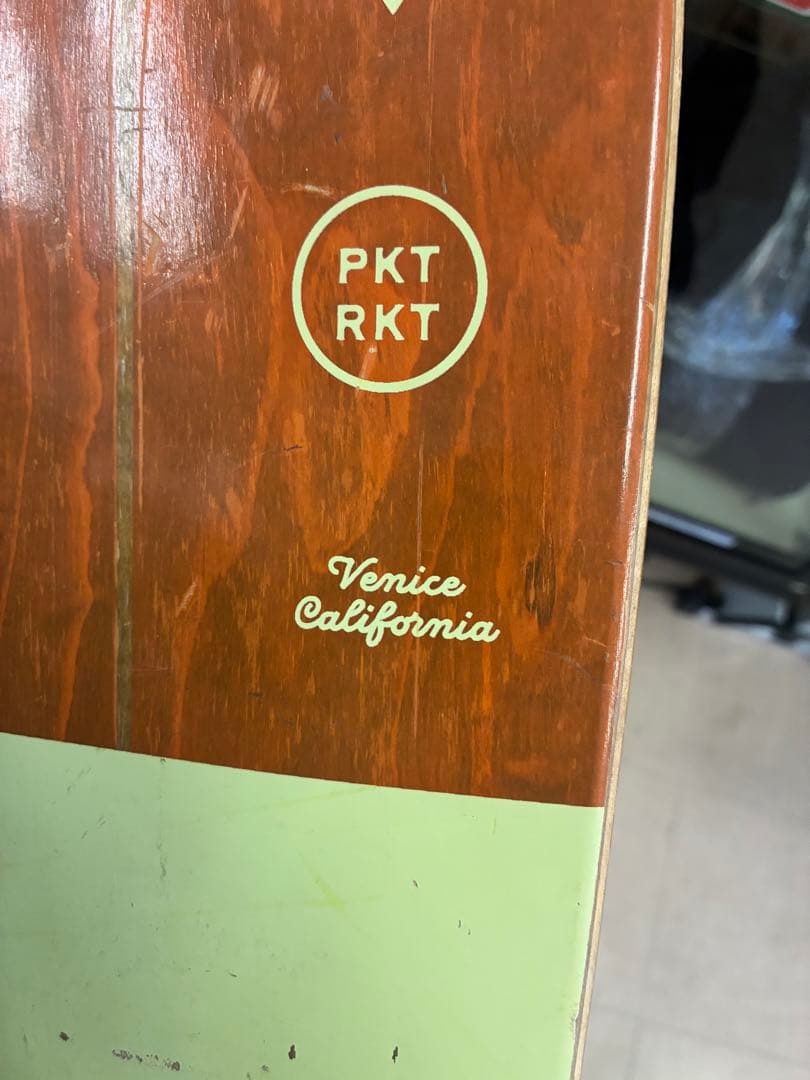 PKT
RKT
Venice
California